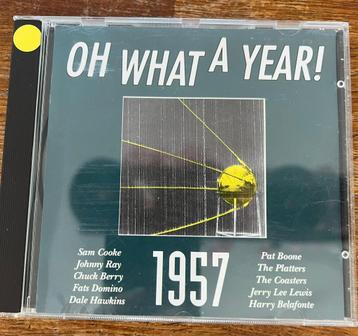 OH WHAT A YEAR!
Sam Cooke
Johnny Ray
Chuck Berry
Fats Domino
Dale Hawkins
1957
Pat Boone
The Platters
The Coasters
Jerry Lee Lewis
Harry Belafonte